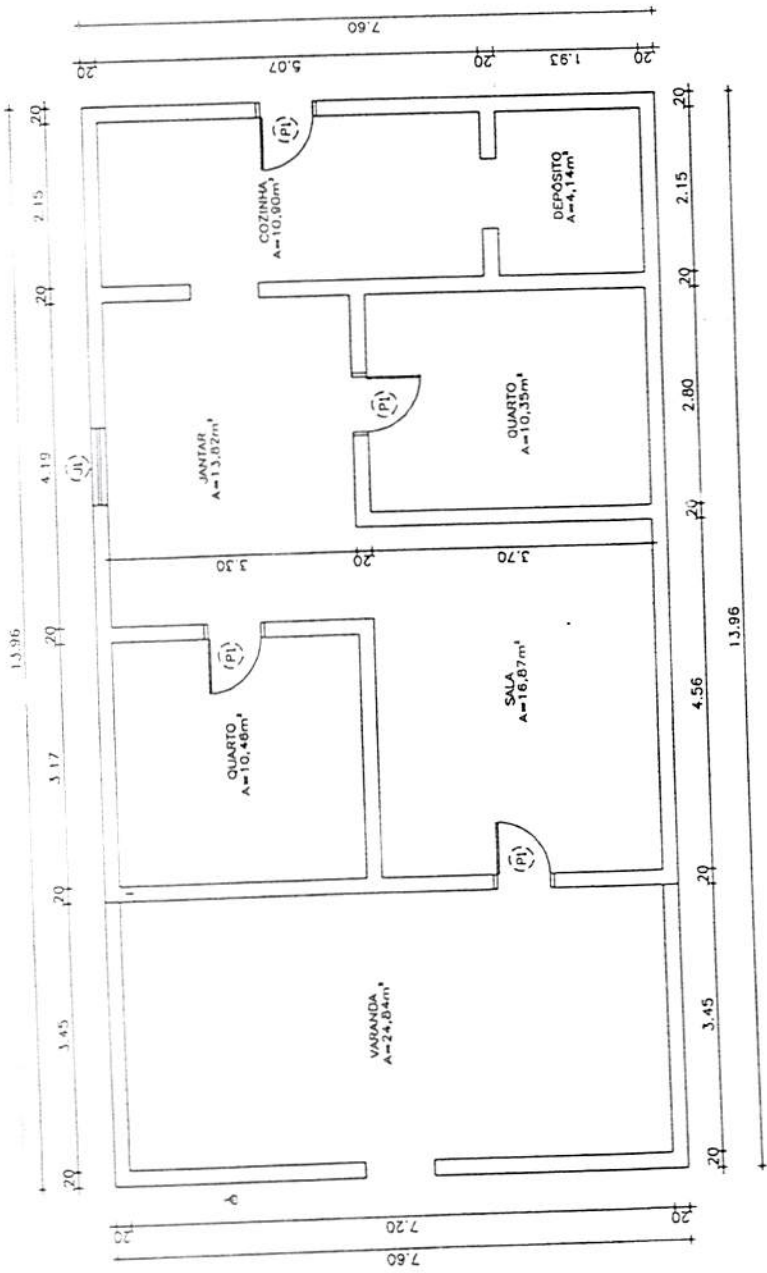 13.96
20
3.45
20
3.17
20
4.19
20
2.15
20
7.60
20
5.07
20
1.93
20
(J1)
COZINHA
A=10,90m²
(P1)
DEPÓSITO
A=4,14m²
JANTAR
A=13,82m²
(P1)
QUARTO
A=10,35m²
3.30
20
3.70
QUARTO
A=10,46m²
(P1)
SALA
A=16,87m²
(P1)
VARANDA
A=24,84m²
20
7.20
20
7.60
20
3.45
20
4.56
20
2.80
20
2.15
20
13.96